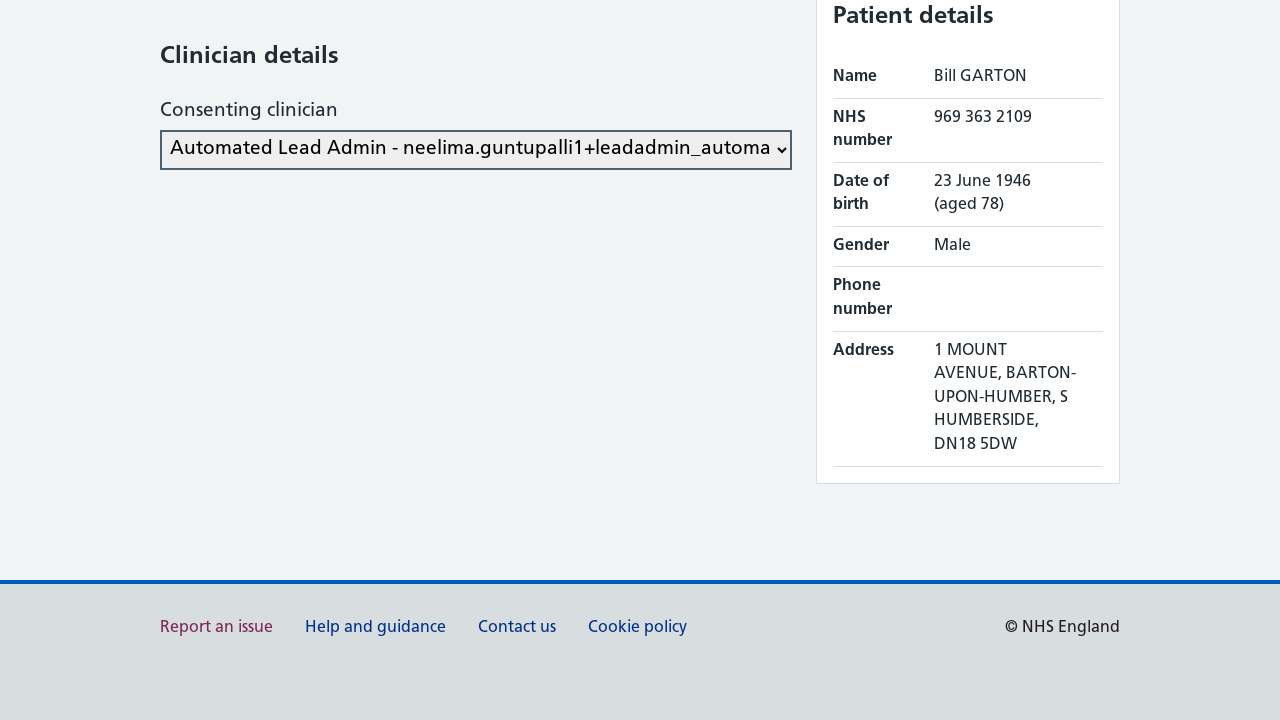 Clinician details
Consenting clinician
Automated Lead Admin - neelima.guntupalli1+leadadmin_automa
Patient details
Name Bill GARTON
NHS number 969 363 2109
Date of birth 23 June 1946 (aged 78)
Gender Male
Phone number
Address 1 MOUNT
AVENUE, BARTON-
UPON-HUMBER, S
HUMBERSIDE,
DN18 5DW
Report an issue Help and guidance Contact us Cookie policy © NHS England